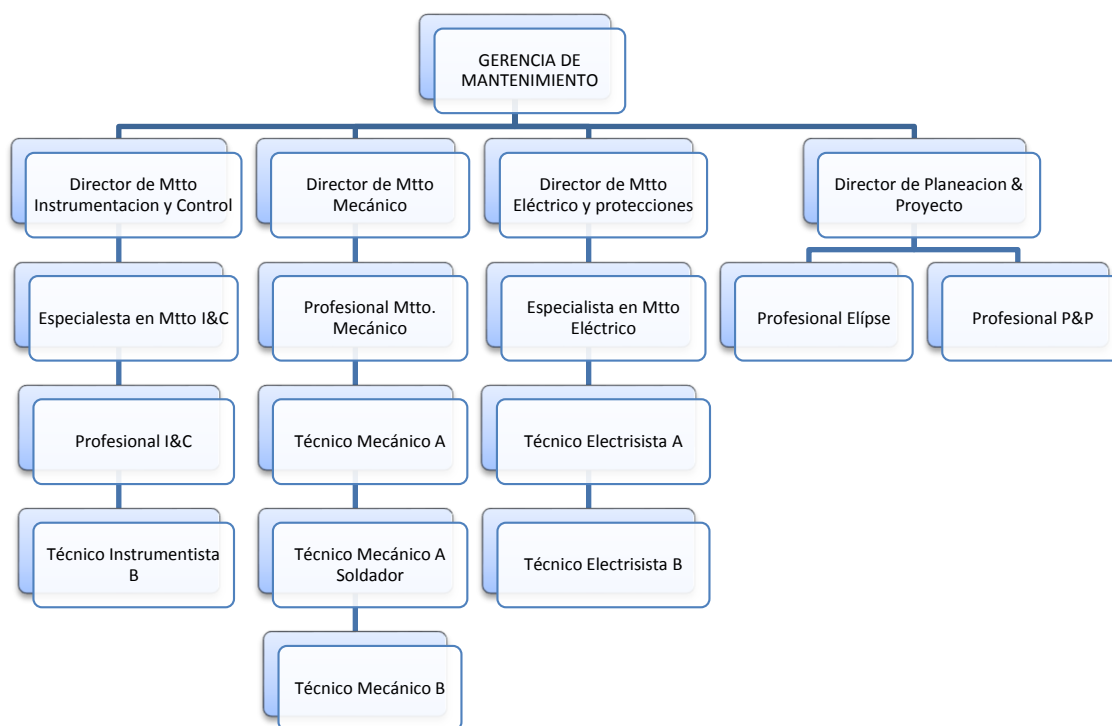 GERENCIA DE
MANTENIMIENTO
Director de Mtto
Instrumentacion y Control
Director de Mtto
Mecánico
Director de Mtto
Eléctrico y protecciones
Director de Planeacion &
Proyecto
Especialesta en Mtto I&C
Profesional Mtto.
Mecánico
Especialista en Mtto
Eléctrico
Profesional Elípse
Profesional P&P
Profesional I&C
Técnico Mecánico A
Técnico Electrisista A
Técnico Instrumentista
B
Técnico Mecánico A
Soldador
Técnico Electrisista B
Técnico Mecánico B